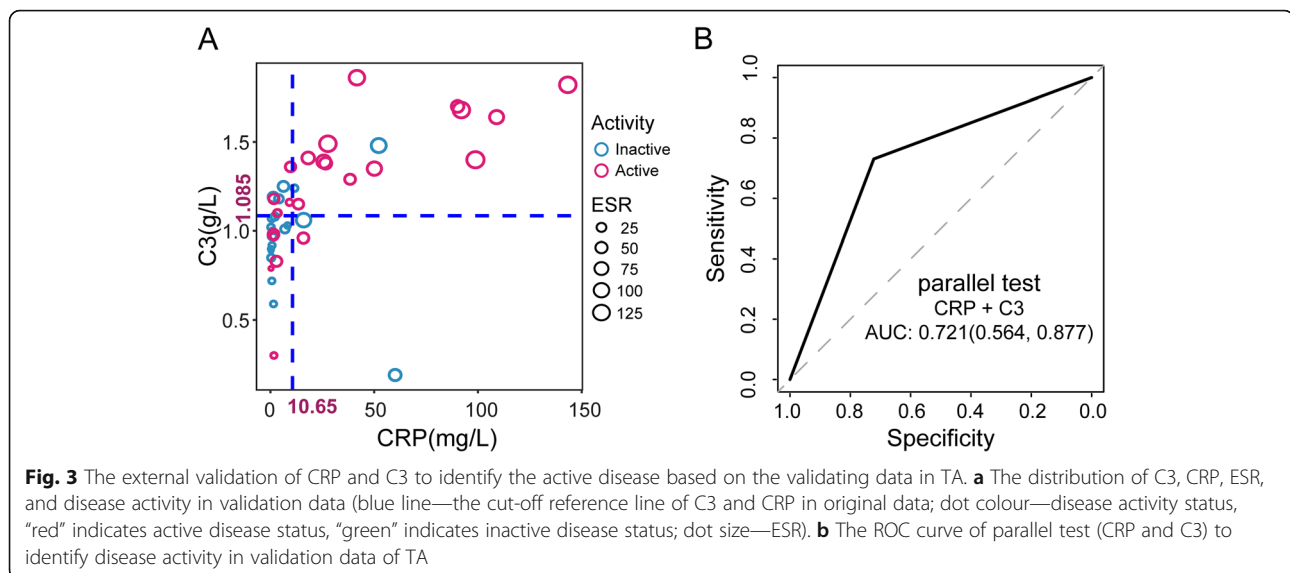 A
B
C3(g/L)
1.5
1.085
1.0
0.5
0
10.65
50
100
150
CRP(mg/L)
Activity
Inactive
Active
ESR
25
50
75
100
125
Sensitivity
1.0
0.8
0.6
0.4
0.2
0.0
parallel test
CRP + C3
AUC: 0.721(0.564, 0.877)
1.0 0.8 0.6 0.4 0.2 0.0
Specificity
Fig. 3 The external validation of CRP and C3 to identify the active disease based on the validating data in TA. a The distribution of C3, CRP, ESR,
and disease activity in validation data (blue line—the cut-off reference line of C3 and CRP in original data; dot colour—disease activity status,
“red” indicates active disease status, “green” indicates inactive disease status; dot size—ESR). b The ROC curve of parallel test (CRP and C3) to
identify disease activity in validation data of TA